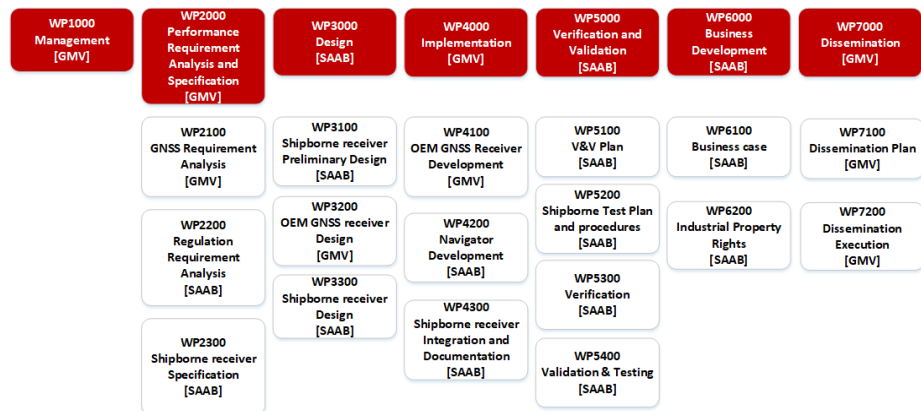 WP1000
Management
[GMV]
WP2000
Performance
Requirement
Analysis and
Specification
[GMV]
WP3000
Design
[SAAB]
WP4000
Implementation
[GMV]
WP5000
Verification and
Validation
[SAAB]
WP6000
Business
Development
[SAAB]
WP7000
Dissemination
[GMV]
WP2100
GNSS Requirement
Analysis
[GMV]
WP2200
Regulation
Requirement
Analysis
[SAAB]
WP2300
Shipborne receiver
Specification
[SAAB]
WP3100
Shipborne receiver
Preliminary Design
[SAAB]
WP3200
OEM GNSS receiver
Design
[GMV]
WP3300
Shipborne receiver
Design
[SAAB]
WP4100
OEM GNSS Receiver
Development
[GMV]
WP4200
Navigator
Development
[SAAB]
WP4300
Shipborne receiver
Integration and
Documentation
[SAAB]
WP5100
V&V Plan
[SAAB]
WP5200
Shipborne Test Plan
and procedures
[SAAB]
WP5300
Verification
[SAAB]
WP5400
Validation & Testing
[SAAB]
WP6100
Business case
[SAAB]
WP6200
Industrial Property
Rights
[SAAB]
WP7100
Dissemination Plan
[GMV]
WP7200
Dissemination
Execution
[GMV]